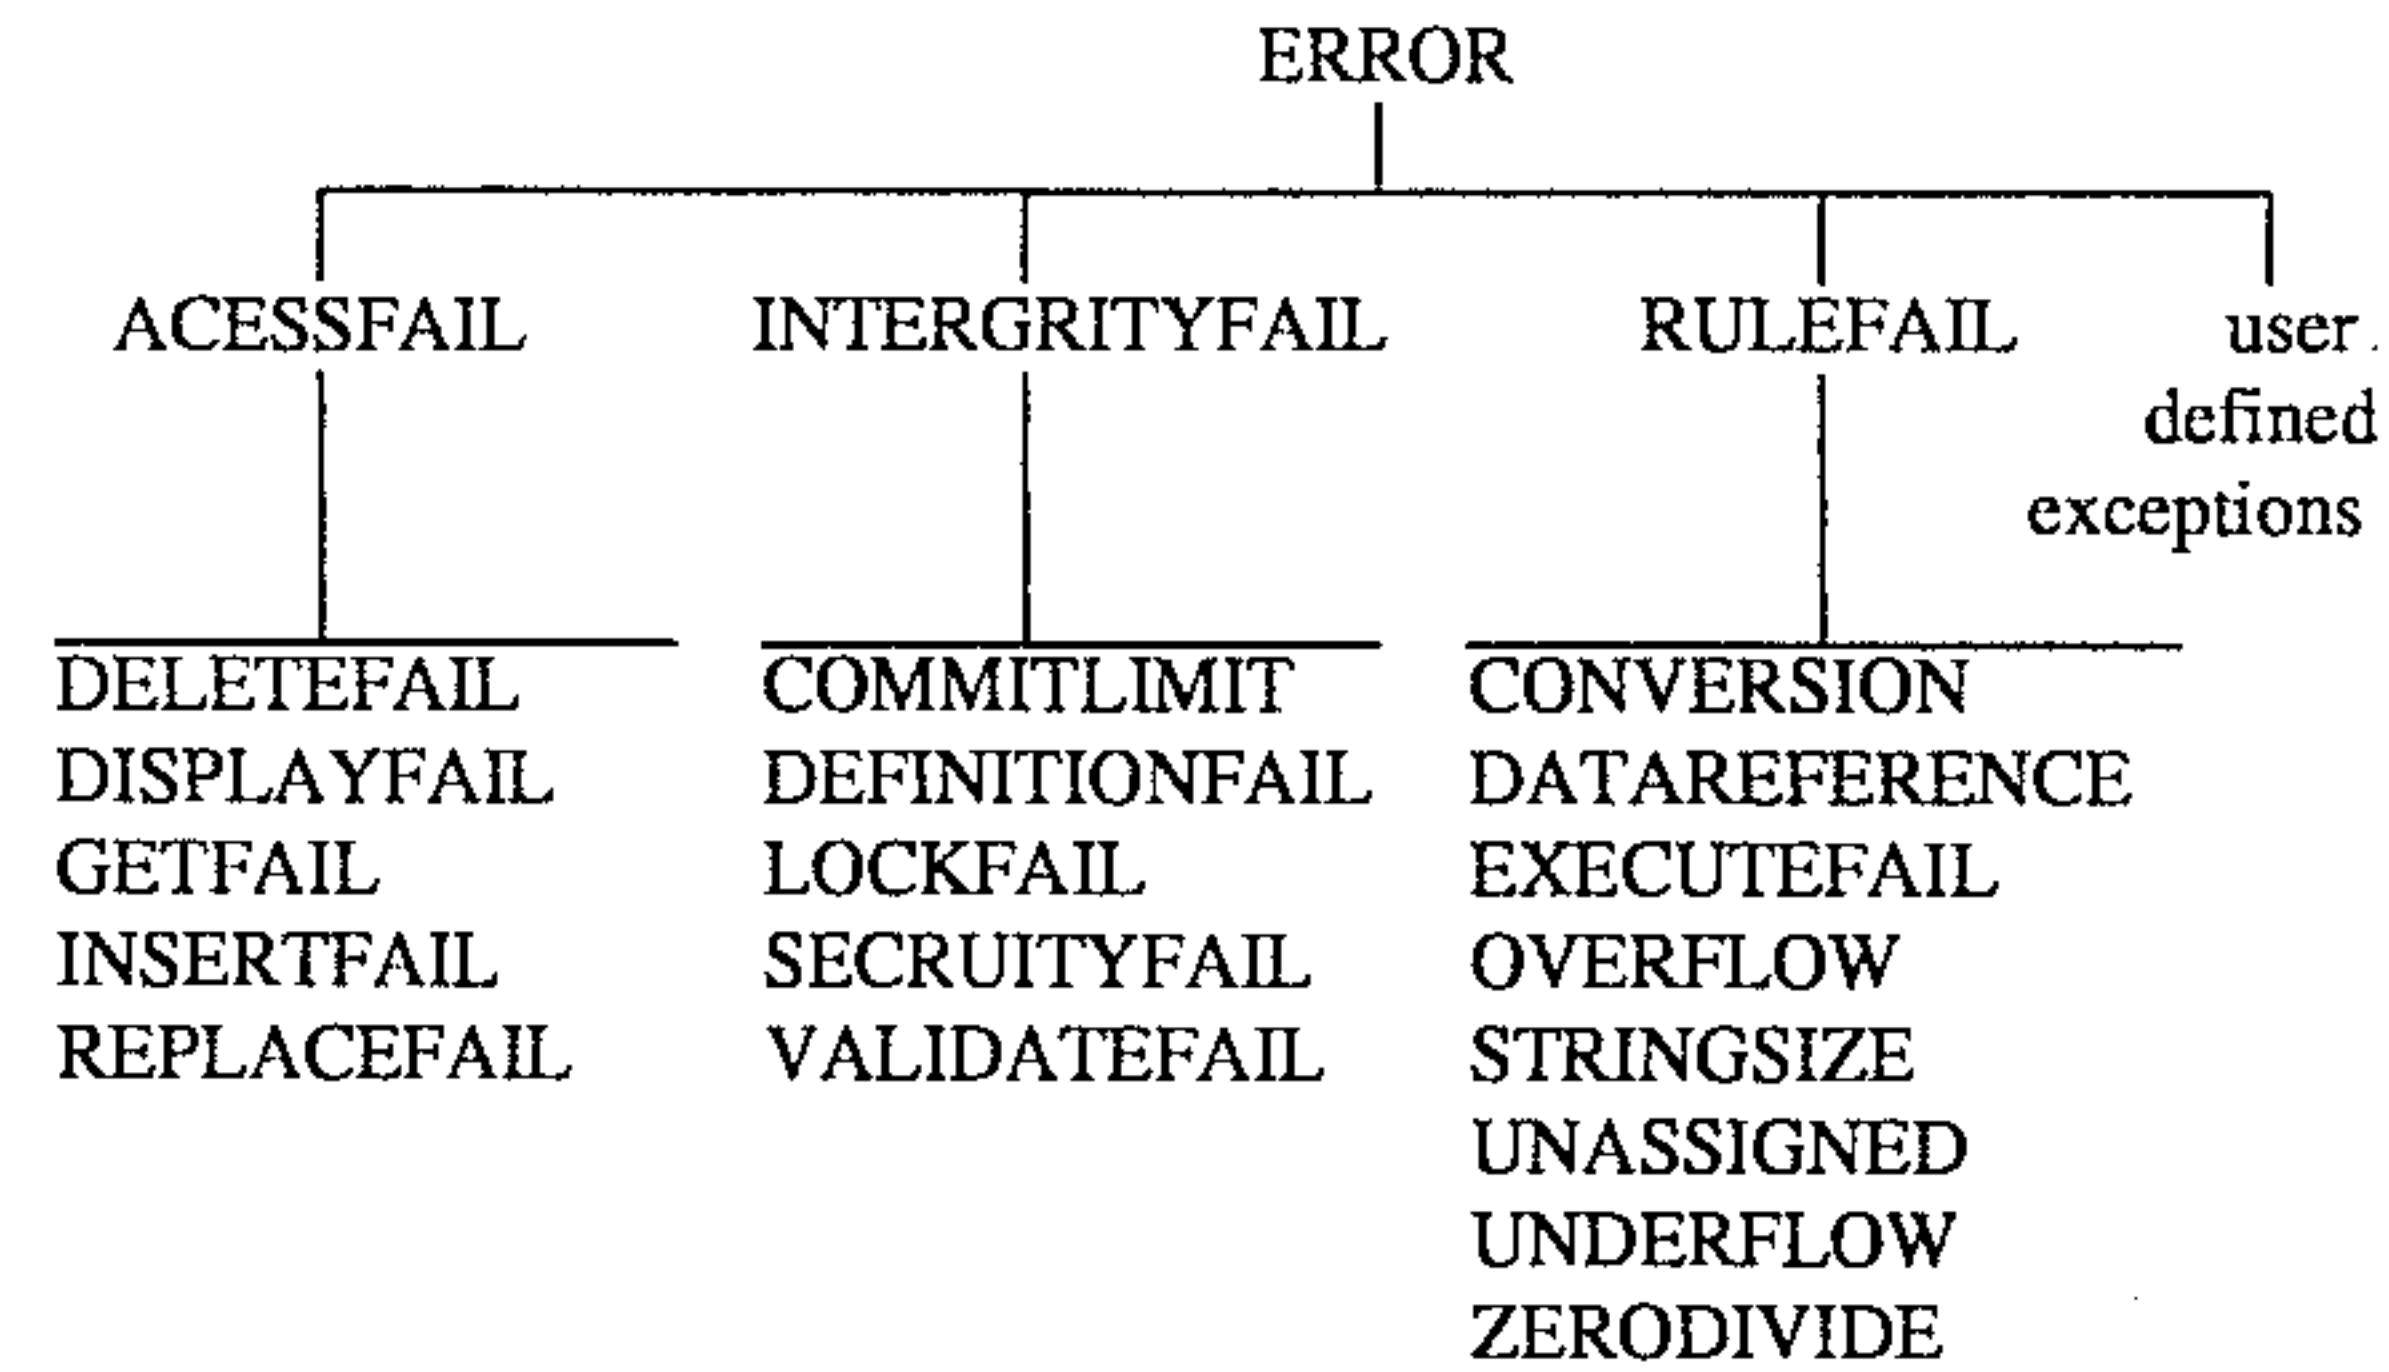 ERROR
ACESSFAIL
INTERGRITYFAIL
RULEFAIL
user
defined
exceptions
DELETEFAIL
DISPLAYFAIL
GETFAIL
INSERTFAIL
REPLACEFAIL
COMMITLIMIT
DEFINITIONFAIL
LOCKFAIL
SECRUITYFAIL
VALIDATEFAIL
CONVERSION
DATAREFERENCE
EXECUTEFAIL
OVERFLOW
STRINGSIZE
UNASSIGNED
UNDERFLOW
ZERODIVIDE